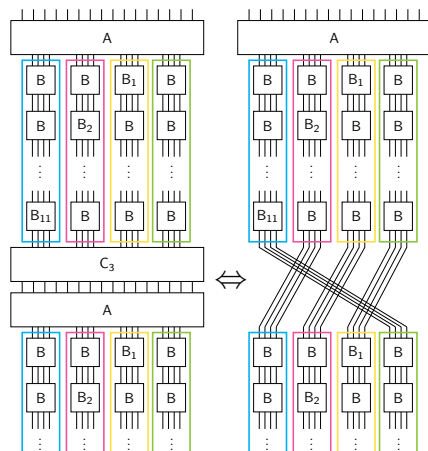 A A
B B B₁ B B B B₁ B
B B₂ B B B B₂ B B
⋮ ⋮ ⋮ ⋮ ⋮ ⋮ ⋮ ⋮
B₁₁ B B B B₁₁ B B B
C₃
⇔
A
B B B₁ B B B B₁ B
B B₂ B B B B₂ B B
⋮ ⋮ ⋮ ⋮ ⋮ ⋮ ⋮ ⋮